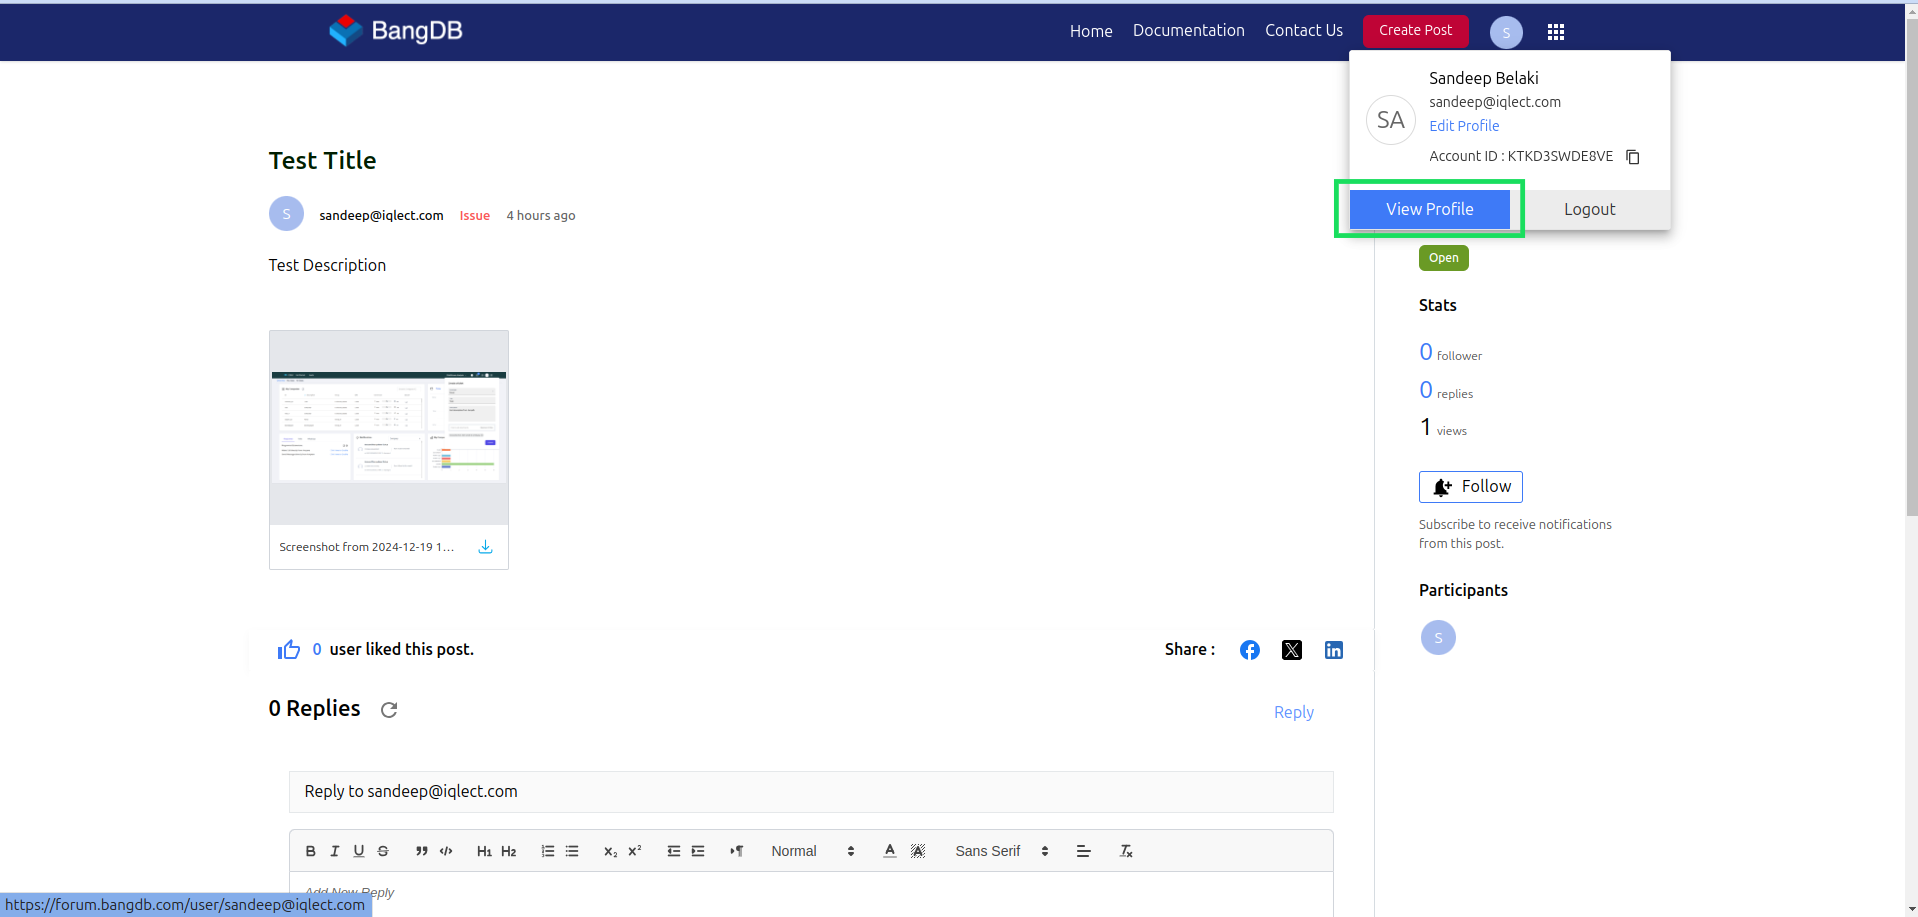 BangDB
Home Documentation Contact Us Create Post S
Sandeep Belaki
sandeep@iqlect.com
SA
Edit Profile
Account ID : KTKD3SWDE8VE
View Profile Logout
Test Title
S sandeep@iqlect.com Issue 4 hours ago
Test Description
Screenshot from 2024-12-19 1...
0 user liked this post.
Share :
0 Replies
Reply
Reply to sandeep@iqlect.com
B I U S H1 H2 X2 X2 Normal A A Sans Serif Tx
Add New Reply
Open
Stats
0 follower
0 replies
1 views
Follow
Subscribe to receive notifications
from this post.
Participants
S
https://forum.bangdb.com/user/sandeep@iqlect.com